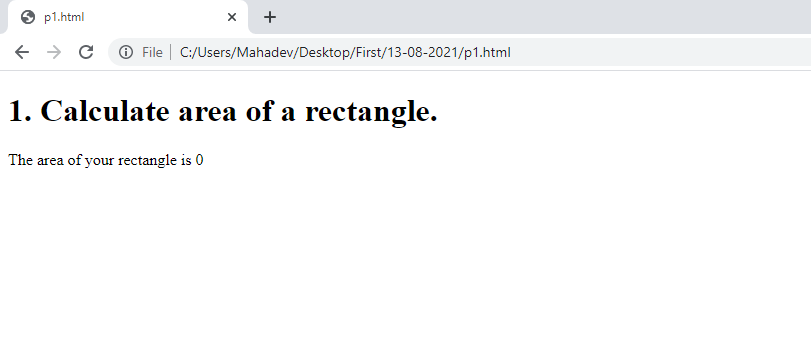 p1.html
File C:/Users/Mahadev/Desktop/First/13-08-2021/p1.html
1. Calculate area of a rectangle.
The area of your rectangle is 0